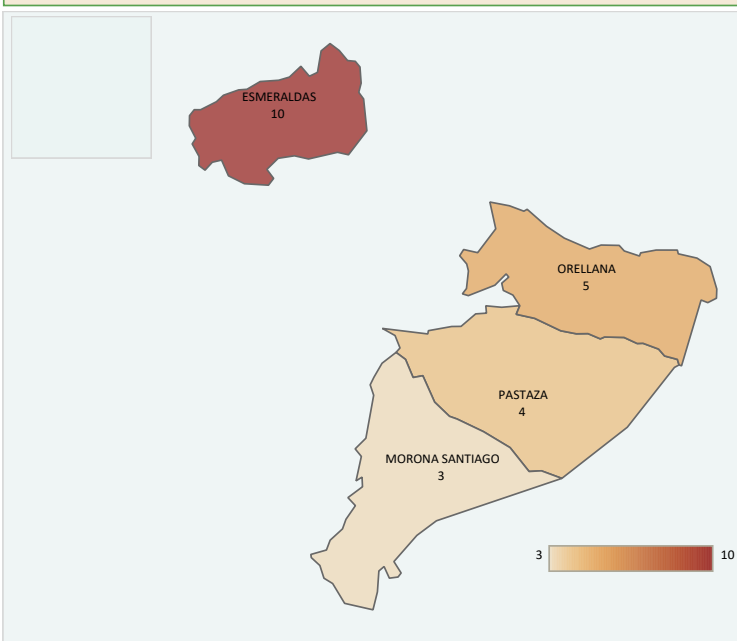 ESMERALDAS
10
ORELLANA
5
PASTAZA
4
MORONA SANTIAGO
3
3 10